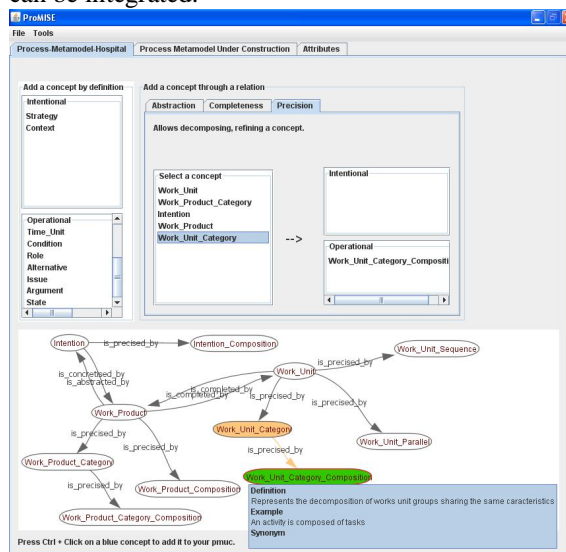 can be integrated.
ProMISE
File Tools
Process-Metamodel-Hospital Process Metamodel Under Construction Attributes
Add a concept by definition
Intentional
Strategy
Context
Operational
Time_Unit
Condition
Role
Alternative
Issue
Argument
State
Add a concept through a relation
Abstraction Completeness Precision
Allows decomposing, refining a concept.
Select a concept
Work_Unit
Work_Product_Category
Intention
Work_Product
Work_Unit_Category
-->
Intentional
Operational
Work_Unit_Category_Compositi
Intention
is_precised_by
Intention_Composition
Work_Unit_Sequence
is_precised_by
is_concretised_by
is_abstracted_by
Work_Unit
is_completed_by
is_completed_by
is_precised_by
is_precised_by
Work_Product
Work_Unit_Category
is_precised_by
is_precised_by
is_precised_by
Work_Unit_Parallel
Work_Product_Category
Work_Unit_Category_Composition
is_precised_by
Work_Product_Composition
Work_Product_Category_Composition
Definition
Represents the decomposition of works unit groups sharing the same caracteristics
Example
An activity is composed of tasks
Synonym
Press Ctrl + Click on a blue concept to add it to your pmuc.